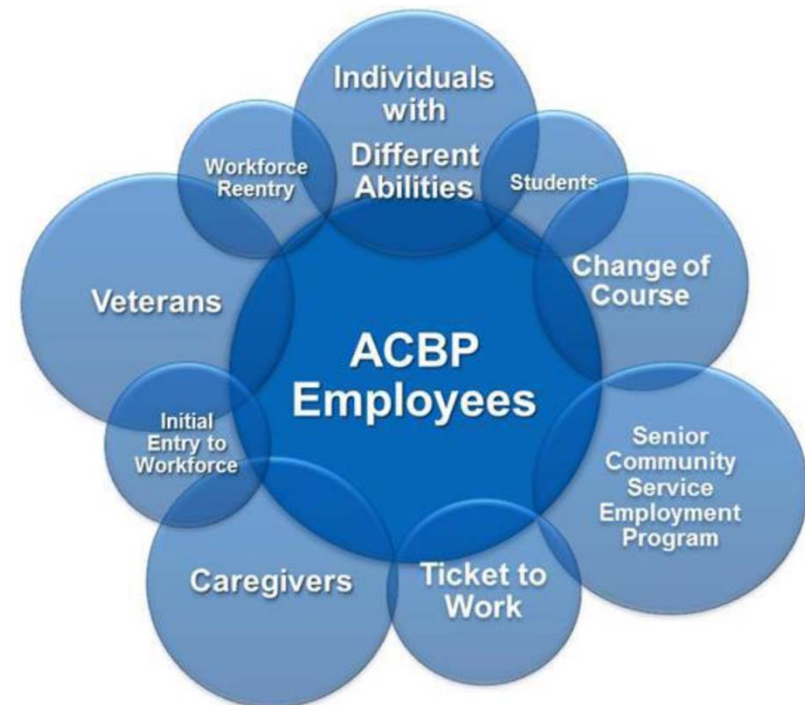 Individuals
with
Different
Abilities
Workforce
Reentry
Students
Change of
Course
Veterans
ACBP
Employees
Initial
Entry to
Workforce
Senior
Community
Service
Employment
Program
Caregivers
Ticket to
Work